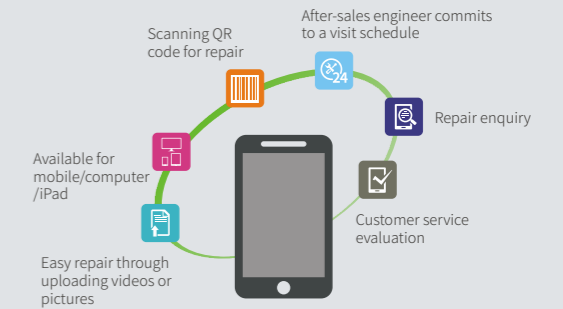 After-sales engineer commits
to a visit schedule
Scanning QR
code for repair
24
Repair enquiry
Available for
mobile/computer
/iPad
Customer service
evaluation
Easy repair through
uploading videos or
pictures